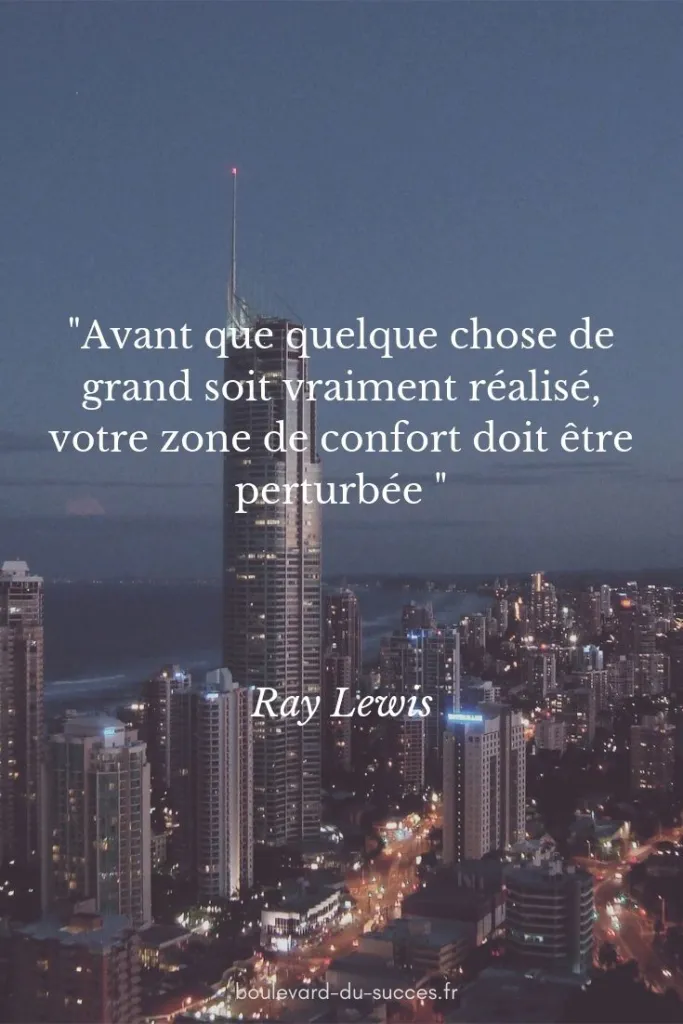 "Avant que quelque chose de
grand soit vraiment réalisé,
votre zone de confort doit être
perturbée "
Ray Lewis
boulevard-du-succes.fr